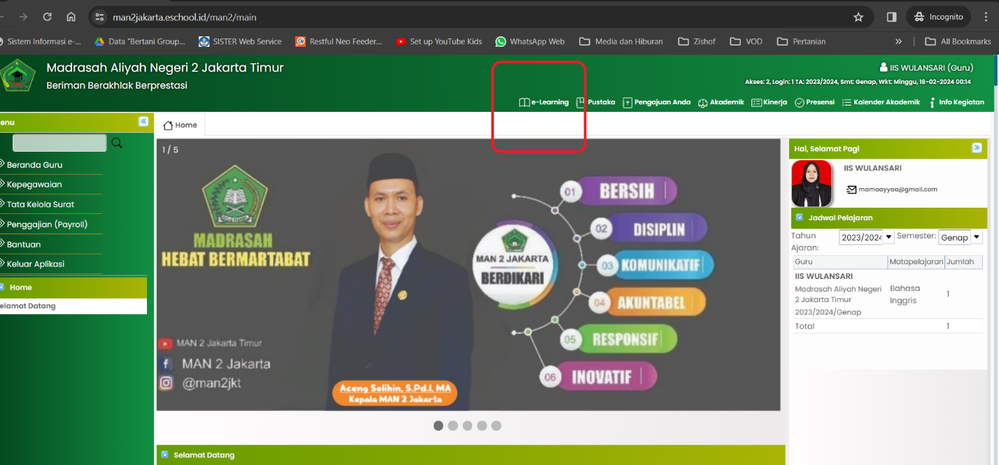 man2jakarta.eschool.id/man2/main
Incognito
Sistem Informasi e-...
Data "Bertani Group...
SISTER Web Service
Restful Neo Feeder...
Set up YouTube Kids
WhatsApp Web
Media dan Hiburan
Zishof
VOD
Pertanian
All Bookmarks
Madrasah Aliyah Negeri 2 Jakarta Timur
Beriman Berakhlak Berprestasi
IIS WULANSARI (Guru)
Akses: 2, Login: 1 TA: 2023/2024, Smt: Genap, Wkt: Minggu, 18-02-2024 00:14
e-Learning
Pustaka
Pengajuan Anda
Akademik
Kinerja
Presensi
Kalender Akademik
Info Kegiatan
enu
Beranda Guru
Kepegawaian
Tata Kelola Surat
Penggajian (Payroll)
Bantuan
Keluar Aplikasi
Home
elamat Datang
Home
1 / 5
MADRASAH
HEBAT BERMARTABAT
MAN 2 Jakarta Timur
MAN 2 Jakarta
@man2jkt
Aceng Solihin, S.Pd.I, MA
Kepala MAN 2 Jakarta
MAN 2 JAKARTA
BERDIKARI
01 BERSIH
02 DISIPLIN
03 KOMUNIKATIF
04 AKUNTABEL
05 RESPONSIF
06 INOVATIF
Selamat Datang
Hai, Selamat Pagi
IIS WULANSARI
mamaayyaa@gmail.com
Jadwal Pelajaran
Tahun Ajaran: 2023/2024 Semester: Genap
Guru Matapelajaran Jumlah
IIS WULANSARI
Madrasah Aliyah Negeri
2 Jakarta Timur
2023/2024/Genap
Bahasa
Inggris
1
Total 1